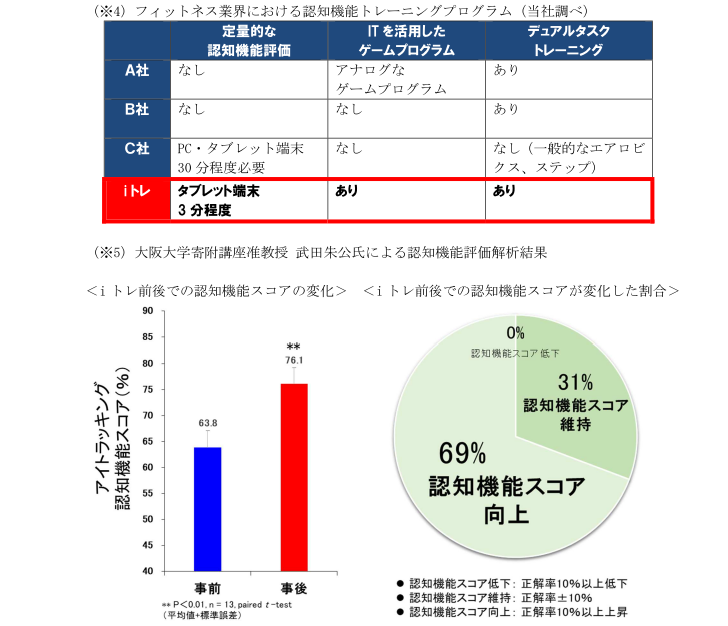 (※4) フィットネス業界における認知機能トレーニングプログラム (当社調べ)
定量的な
認知機能評価
ITを活用した
ゲームプログラム
デュアルタスク
トレーニング
A社
なし
アナログな
ゲームプログラム
あり
B社
なし
なし
あり
C社
PC・タブレット端末
30分程度必要
なし
なし (一般的なエアロビ
クス、ステップ)
iトレ
タブレット端末
3分程度
あり
あり
(※5) 大阪大学寄附講座准教授 武田朱公氏による認知機能評価解析結果
＜iトレ前後での認知機能スコアの変化＞
＜iトレ前後での認知機能スコアが変化した割合＞
アイトラッキング
認知機能スコア(%)
90
85
80
75
70
65
60
55
50
45
40
63.8
**
76.1
事前
事後
** P＜0.01, n = 13, paired t -test
(平均値+標準誤差)
0%
認知機能スコア低下
31%
認知機能スコア
維持
69%
認知機能スコア
向上
● 認知機能スコア低下: 正解率10%以上低下
● 認知機能スコア維持: 正解率±10%
● 認知機能スコア向上: 正解率10%以上上昇